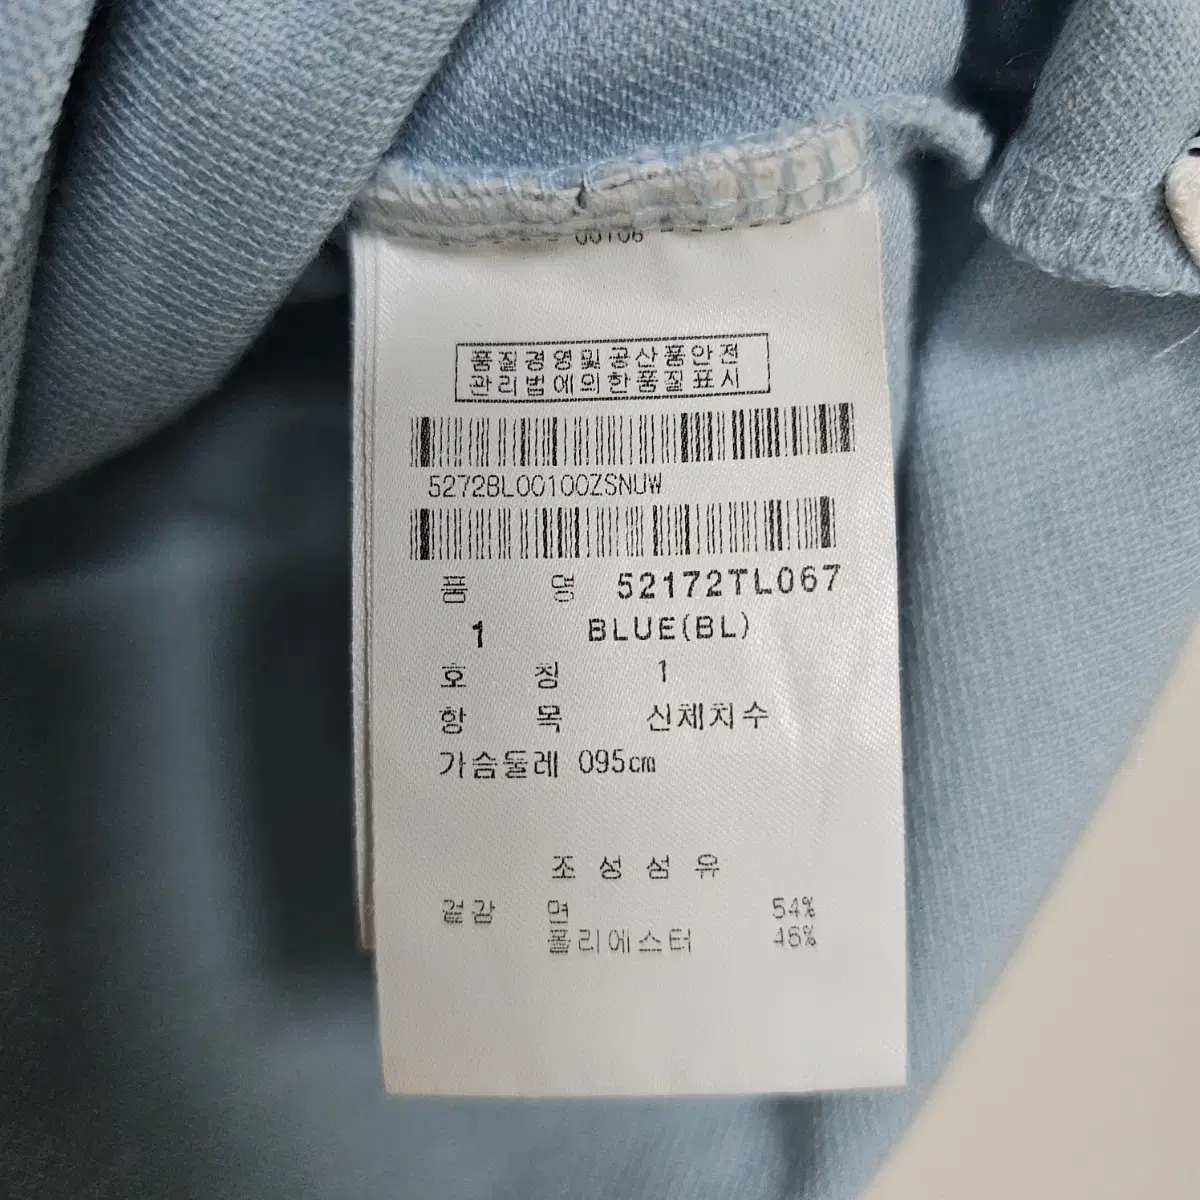 00106
품질경영및공산품안전
관리법에의한품질표시
5272BL00100ZSNUW
품 명 52172TL067
1 BLUE(BL)
호 칭 1
항 목 신체치수
가슴둘레 095cm
조성섬유
겉감 면 54%
폴리에스터 46%